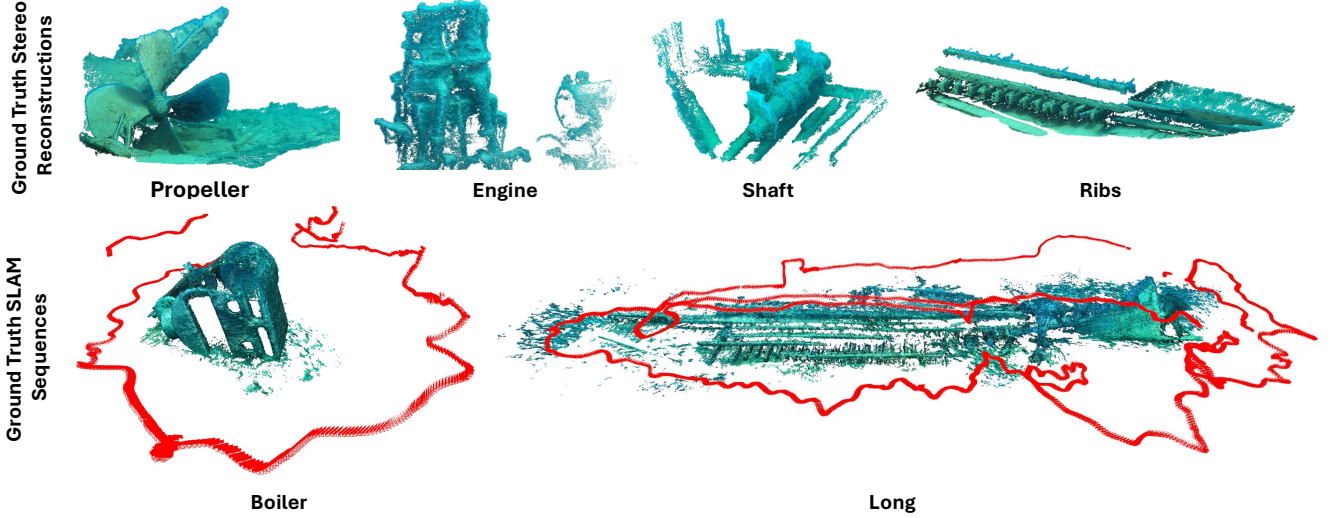 Ground Truth Stereo
Reconstructions
Propeller
Engine
Shaft
Ribs
Ground Truth SLAM
Sequences
Boiler
Long